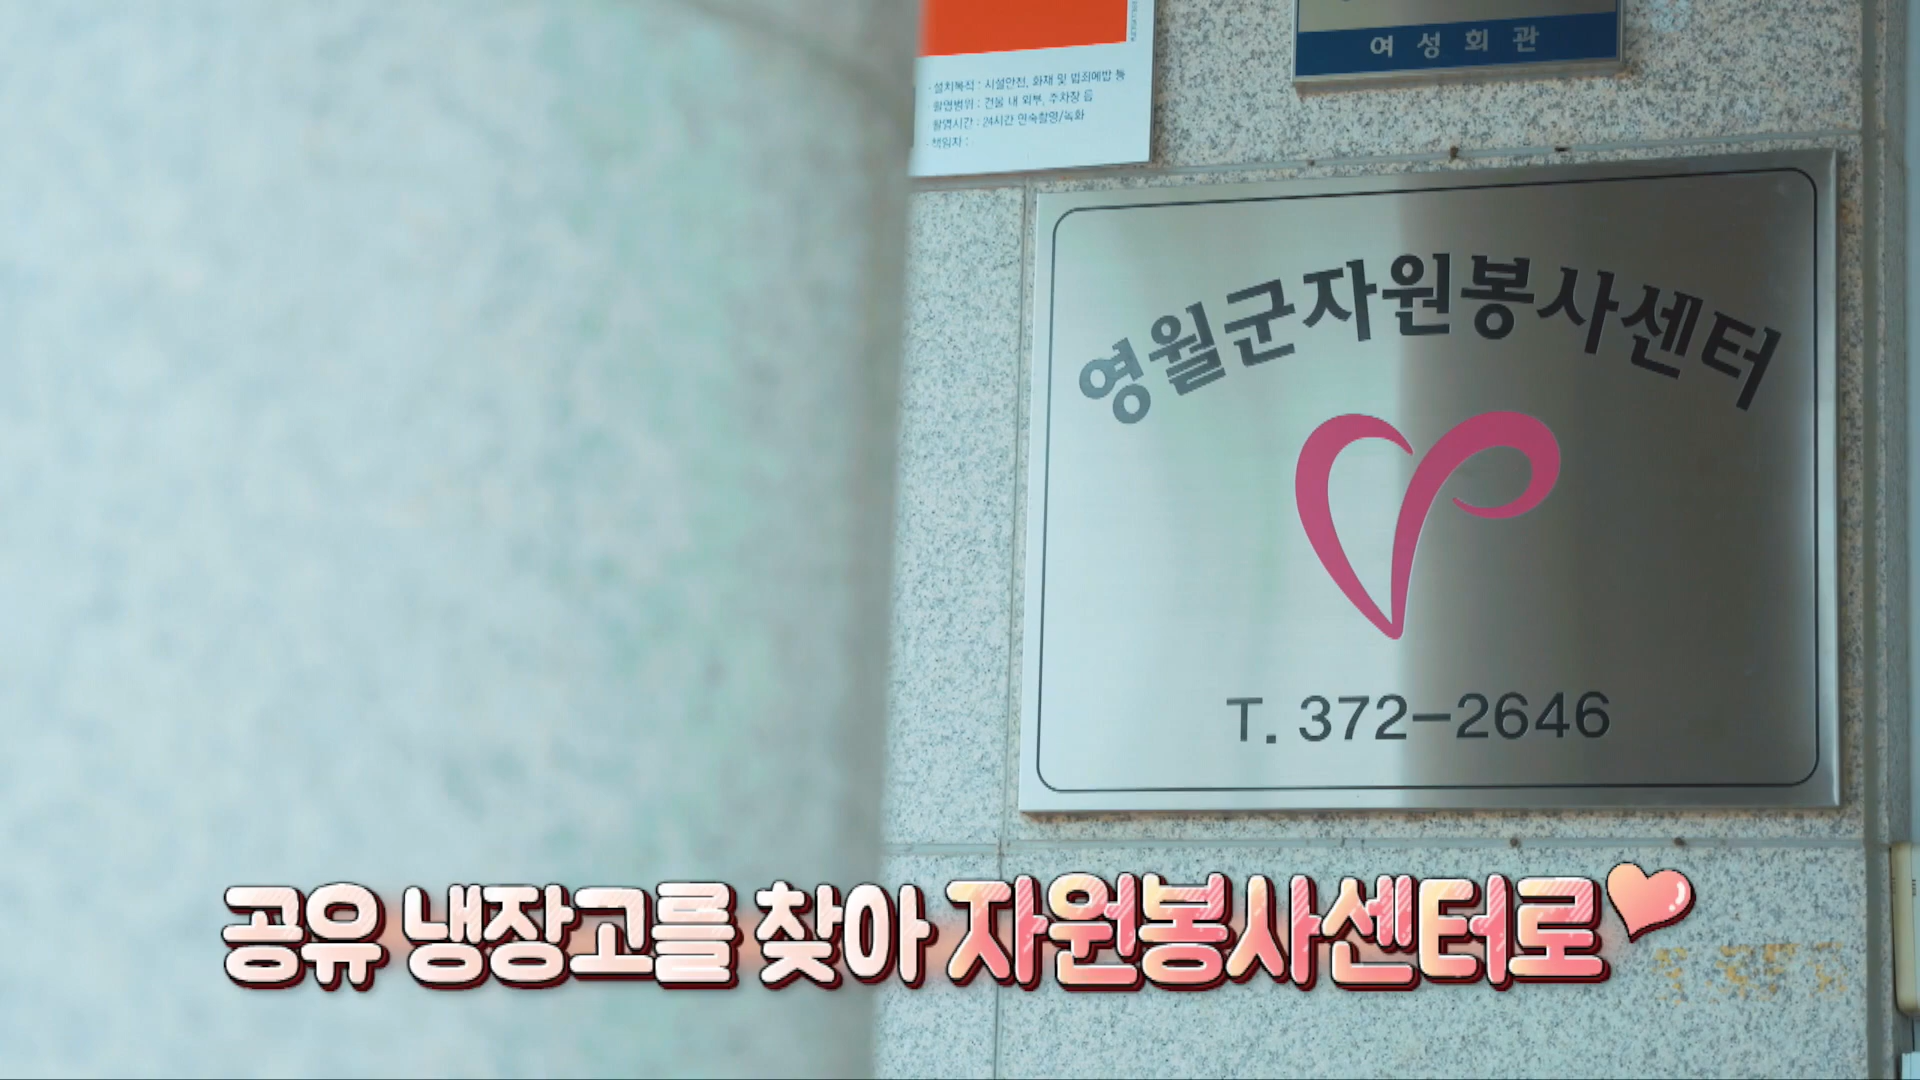 여성회관
· 설치목적 : 시설안전, 화재 및 범죄예방 등
· 촬영범위 : 건물 내 외부, 주차장 등
· 촬영시간 : 24시간 연속촬영/녹화
· 책임자 :
영월군자원봉사센터
T. 372-2646
공유 냉장고를 찾아 자원봉사센터로